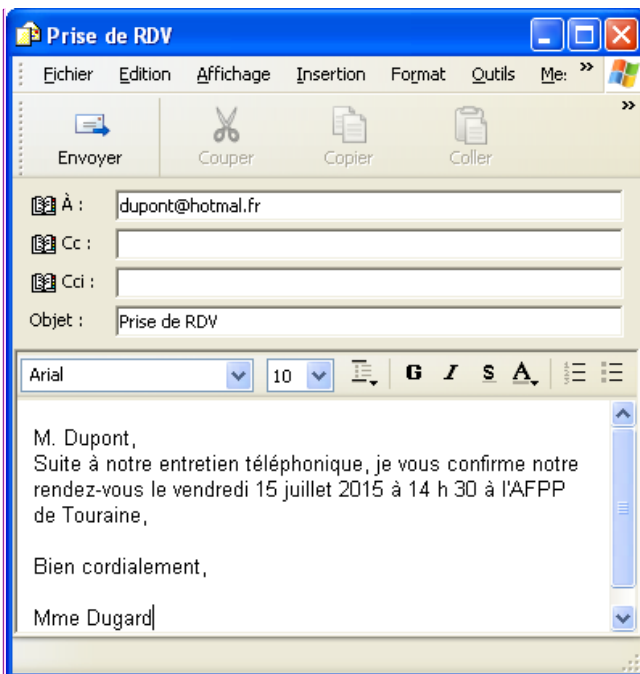 Prise de RDV
Fichier Edition Affichage Insertion Format Outils Me: »
»
Envoyer Couper Copier Coller
À : dupont@hotmal.fr
Cc :
Cci :
Objet : Prise de RDV
Arial 10 G I S A
M. Dupont,
Suite à notre entretien téléphonique, je vous confirme notre
rendez-vous le vendredi 15 juillet 2015 à 14 h 30 à l'AFPP
de Touraine,
Bien cordialement,
Mme Dugard